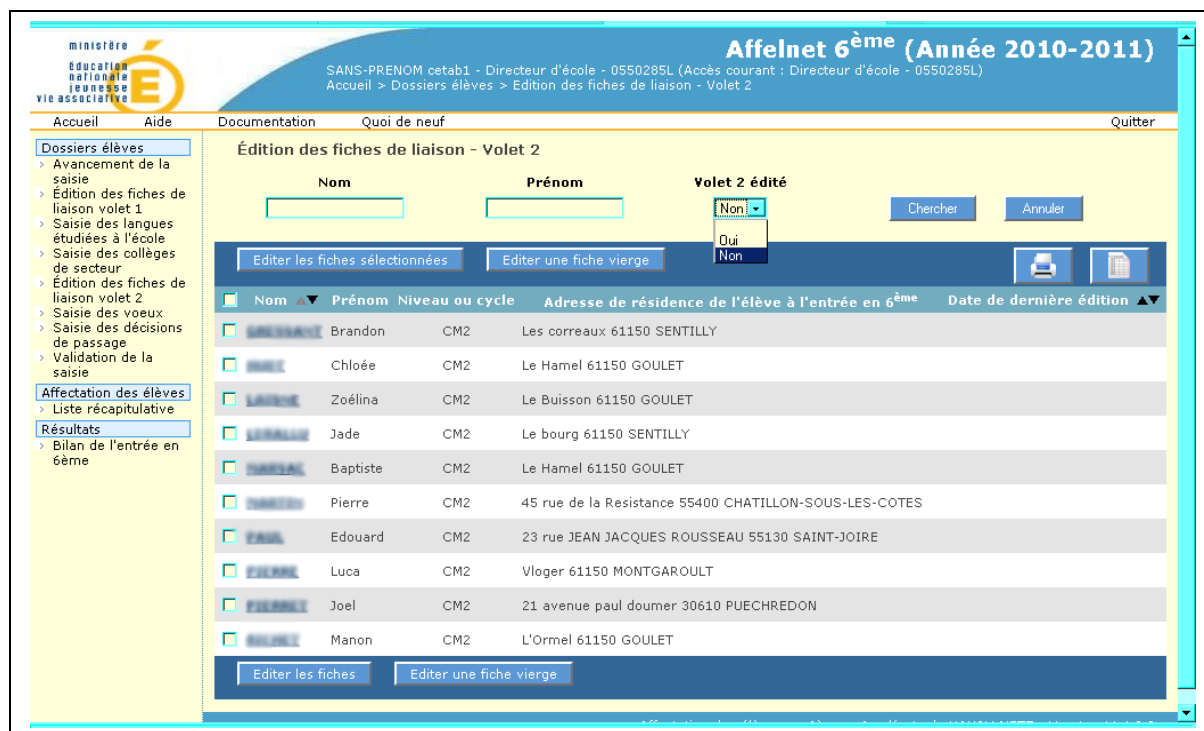 ministère
éducation
nationale
jeunesse
vie associative
Affelnet 6ème (Année 2010-2011)
SANS-PRENOM cetab1 - Directeur d'école - 0550285L (Accès courant : Directeur d'école - 0550285L)
Accueil > Dossiers élèves > Edition des fiches de liaison - Volet 2
Accueil Aide Documentation Quoi de neuf Quitter
Dossiers élèves
> Avancement de la
saisie
> Édition des fiches de
liaison volet 1
> Saisie des langues
étudiées à l'école
> Saisie des collèges
de secteur
> Édition des fiches de
liaison volet 2
> Saisie des voeux
> Saisie des décisions
de passage
> Validation de la
saisie
Affectation des élèves
> Liste récapitulative
Résultats
> Bilan de l'entrée en
6ème
Édition des fiches de liaison - Volet 2
Nom Prénom Volet 2 édité
Non Chercher Annuler
Oui
Non
Editer les fiches sélectionnées Editer une fiche vierge
Nom Prénom Niveau ou cycle Adresse de résidence de l'élève à l'entrée en 6ème Date de dernière édition
Brandon CM2 Les correaux 61150 SENTILLY
Chloée CM2 Le Hamel 61150 GOULET
Zoélina CM2 Le Buisson 61150 GOULET
Jade CM2 Le bourg 61150 SENTILLY
Baptiste CM2 Le Hamel 61150 GOULET
Pierre CM2 45 rue de la Resistance 55400 CHATILLON-SOUS-LES-COTES
Edouard CM2 23 rue JEAN JACQUES ROUSSEAU 55130 SAINT-JOIRE
Luca CM2 Vloger 61150 MONTGAROULT
Joel CM2 21 avenue paul doumer 30610 PUECHREDON
Manon CM2 L'Ormel 61150 GOULET
Editer les fiches Editer une fiche vierge